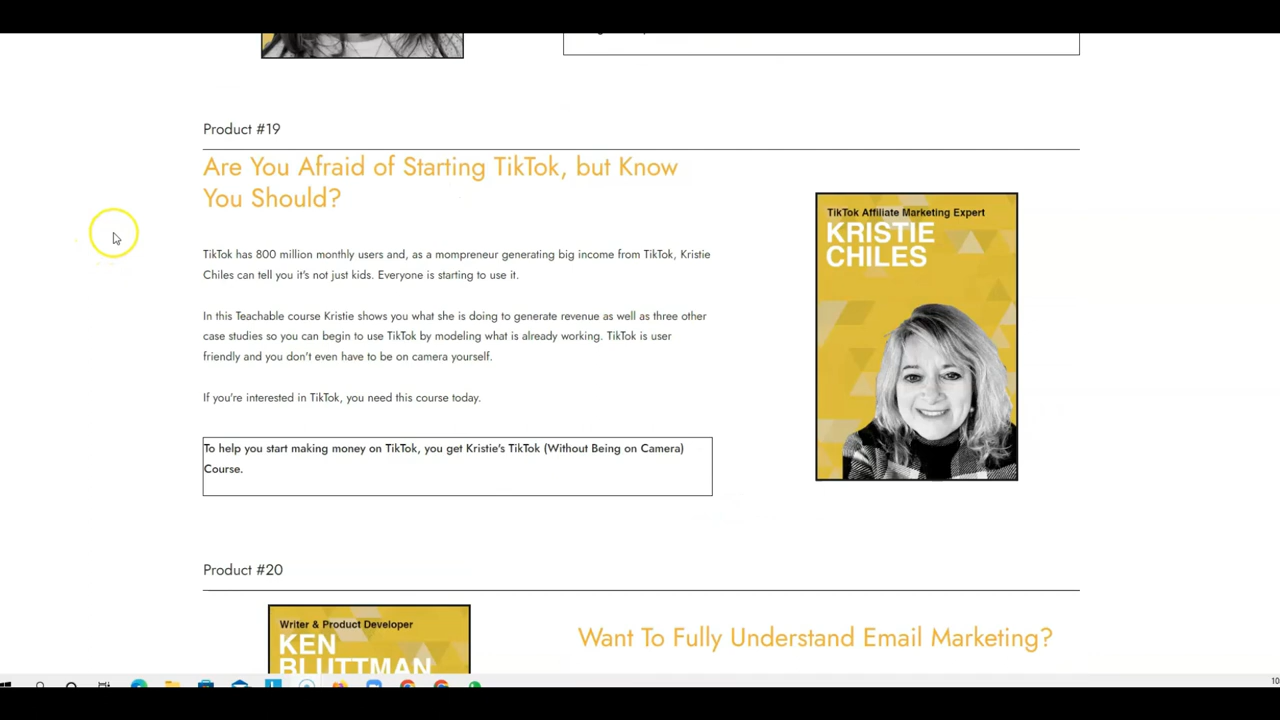 Product #19
Are You Afraid of Starting TikTok, but Know
You Should?
TikTok has 800 million monthly users and, as a mompreneur generating big income from TikTok, Kristie
Chiles can tell you it's not just kids. Everyone is starting to use it.
In this Teachable course Kristie shows you what she is doing to generate revenue as well as three other
case studies so you can begin to use TikTok by modeling what is already working. TikTok is user
friendly and you don't even have to be on camera yourself.
If you're interested in TikTok, you need this course today.
To help you start making money on TikTok, you get Kristie's TikTok (Without Being on Camera)
Course.
TikTok Affiliate Marketing Expert
KRISTIE
CHILES
Product #20
Writer & Product Developer
KEN
BLUTTMAN
Want To Fully Understand Email Marketing?
10